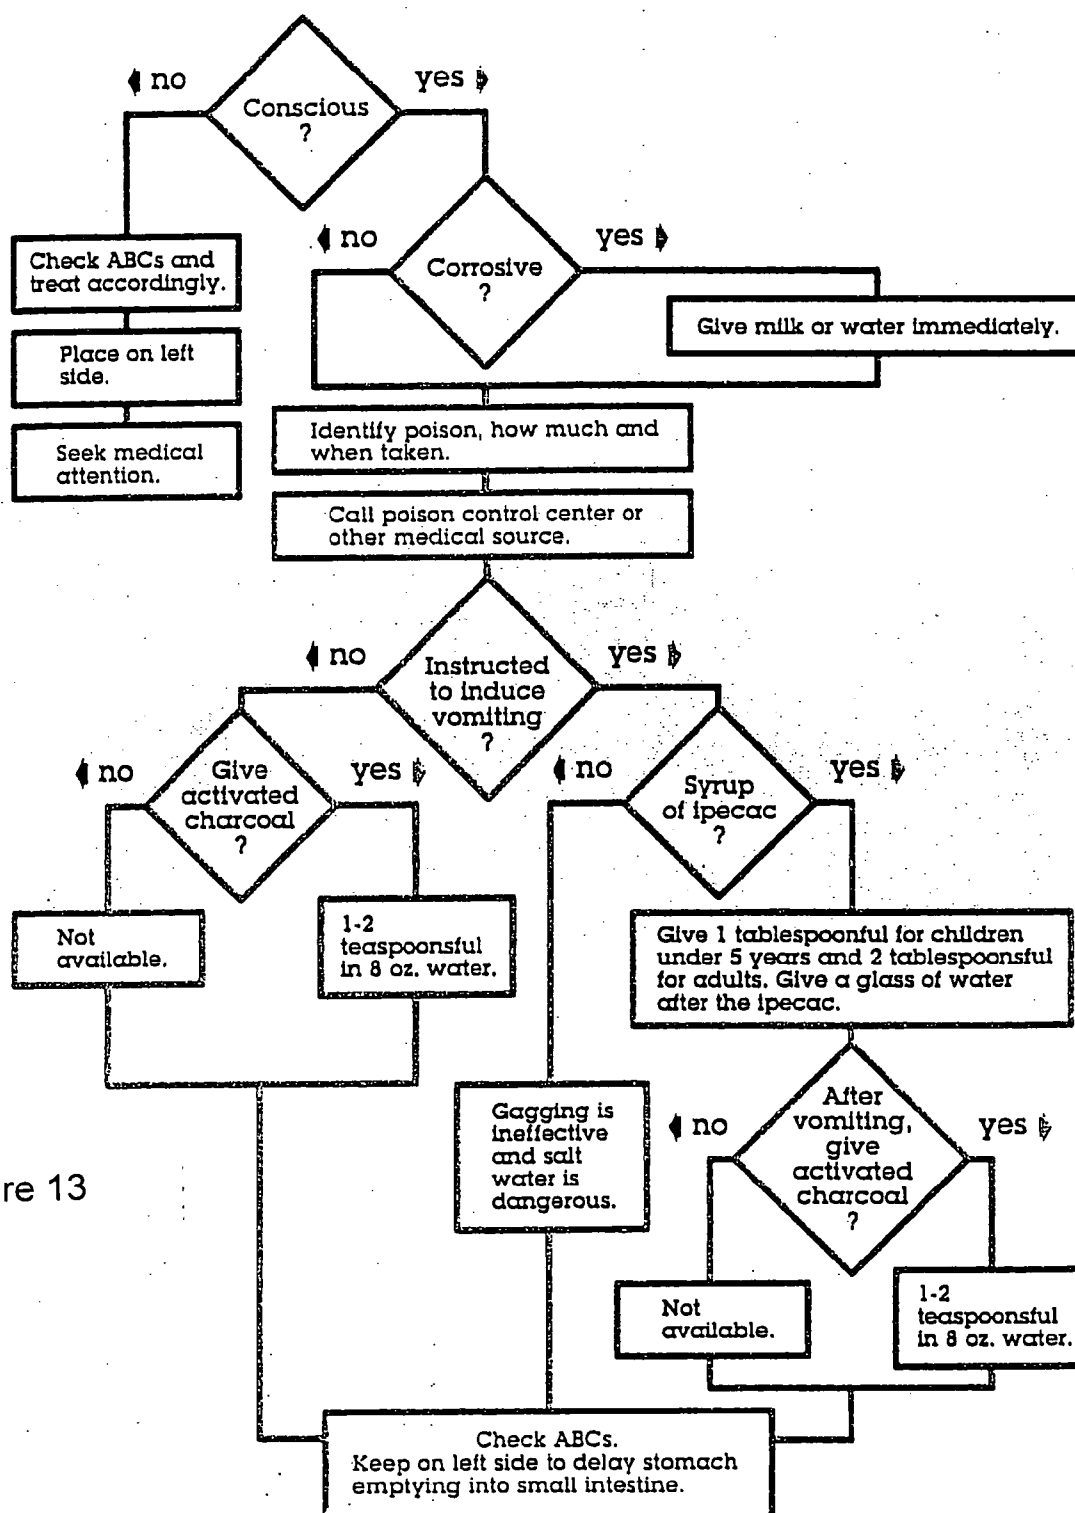 no
yes
Conscious
?
no
yes
Check ABCs and
treat accordingly.
Corrosive
?
Give milk or water immediately.
Place on left
side.
Identify poison, how much and
when taken.
Seek medical
attention.
Call poison control center or
other medical source.
no
yes
Instructed
to induce
vomiting
?
no
yes
Give
activated
charcoal
?
no
yes
Syrup
of ipecac
?
Not
available.
1-2
teaspoonsful
in 8 oz. water.
Give 1 tablespoonful for children
under 5 years and 2 tablespoonsful
for adults. Give a glass of water
after the ipecac.
Gagging is
ineffective
and salt
water is
dangerous.
no
yes
After
vomiting,
give
activated
charcoal
?
re 13
Not
available.
1-2
teaspoonsful
in 8 oz. water.
Check ABCs.
Keep on left side to delay stomach
emptying into small intestine.